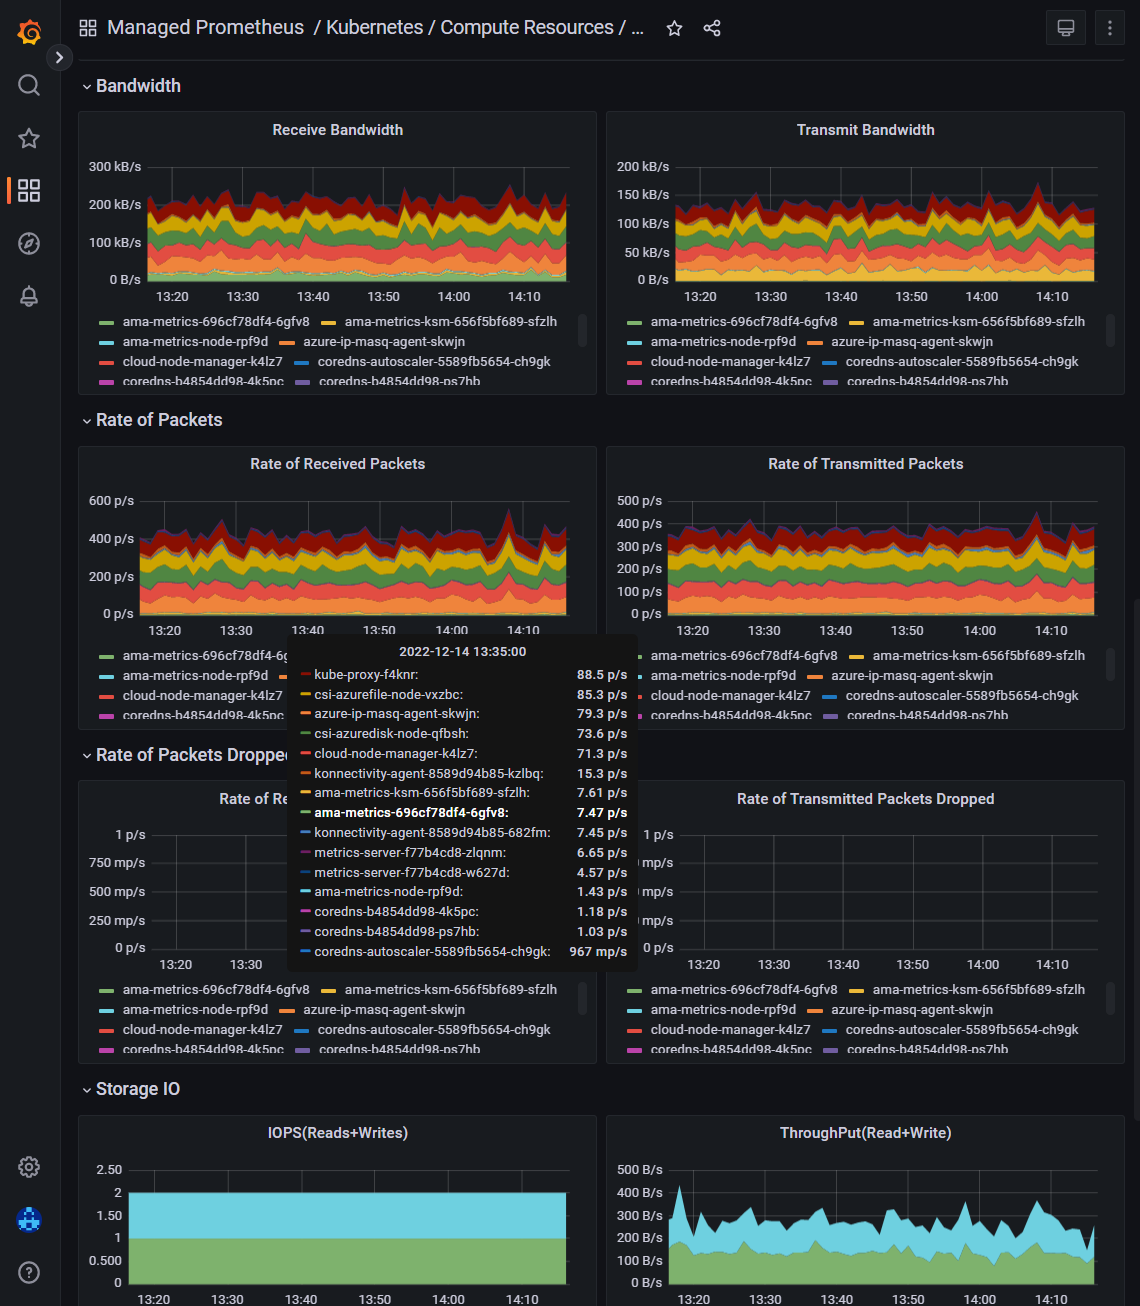 Managed Prometheus / Kubernetes / Compute Resources / ...
Bandwidth
Receive Bandwidth
300 kB/s
200 kB/s
100 kB/s
0 B/s
13:20 13:30 13:40 13:50 14:00 14:10
ama-metrics-696cf78df4-6gfv8 ama-metrics-ksm-656f5bf689-sfzlh
ama-metrics-node-rpf9d azure-ip-masq-agent-skwjn
cloud-node-manager-k4lz7 coredns-autoscaler-5589fb5654-ch9gk
coredns-b4854dd98-4k5pc coredns-b4854dd98-ps7hb
Transmit Bandwidth
200 kB/s
150 kB/s
100 kB/s
50 kB/s
0 B/s
13:20 13:30 13:40 13:50 14:00 14:10
ama-metrics-696cf78df4-6gfv8 ama-metrics-ksm-656f5bf689-sfzlh
ama-metrics-node-rpf9d azure-ip-masq-agent-skwjn
cloud-node-manager-k4lz7 coredns-autoscaler-5589fb5654-ch9gk
coredns-b4854dd98-4k5pc coredns-b4854dd98-ps7hb
Rate of Packets
Rate of Received Packets
600 p/s
400 p/s
200 p/s
0 p/s
13:20 13:30 13:40 13:50 14:00 14:10
ama-metrics-696cf78df4-6g
ama-metrics-node-rpf9d
cloud-node-manager-k4lz7
coredns-b4854dd98-4k5pc
Rate of Transmitted Packets
500 p/s
400 p/s
300 p/s
200 p/s
100 p/s
0 p/s
13:20 13:30 13:40 13:50 14:00 14:10
ama-metrics-696cf78df4-6gfv8 ama-metrics-ksm-656f5bf689-sfzlh
ama-metrics-node-rpf9d azure-ip-masq-agent-skwjn
cloud-node-manager-k4lz7 coredns-autoscaler-5589fb5654-ch9gk
coredns-b4854dd98-4k5pc coredns-b4854dd98-ps7hb
2022-12-14 13:35:00
kube-proxy-f4knr: 88.5 p/s
csi-azurefile-node-vxzbc: 85.3 p/s
azure-ip-masq-agent-skwjn: 79.3 p/s
csi-azuredisk-node-qfbsh: 73.6 p/s
cloud-node-manager-k4lz7: 71.3 p/s
konnectivity-agent-8589d94b85-kzlbq: 15.3 p/s
ama-metrics-ksm-656f5bf689-sfzlh: 7.61 p/s
ama-metrics-696cf78df4-6gfv8: 7.47 p/s
konnectivity-agent-8589d94b85-682fm: 7.45 p/s
metrics-server-f77b4cd8-zlqnm: 6.65 p/s
metrics-server-f77b4cd8-w627d: 4.57 p/s
ama-metrics-node-rpf9d: 1.43 p/s
coredns-b4854dd98-4k5pc: 1.18 p/s
coredns-b4854dd98-ps7hb: 1.03 p/s
coredns-autoscaler-5589fb5654-ch9gk: 967 mp/s
Rate of Packets Dropped
Rate of Re
1 p/s
750 mp/s
500 mp/s
250 mp/s
0 p/s
13:20 13:30
ama-metrics-696cf78df4-6gfv8 ama-metrics-ksm-656f5bf689-sfzlh
ama-metrics-node-rpf9d azure-ip-masq-agent-skwjn
cloud-node-manager-k4lz7 coredns-autoscaler-5589fb5654-ch9gk
coredns-b4854dd98-4k5pc coredns-b4854dd98-ps7hb
Rate of Transmitted Packets Dropped
1 p/s
mp/s
mp/s
mp/s
0 p/s
13:20 13:30 13:40 13:50 14:00 14:10
ama-metrics-696cf78df4-6gfv8 ama-metrics-ksm-656f5bf689-sfzlh
ama-metrics-node-rpf9d azure-ip-masq-agent-skwjn
cloud-node-manager-k4lz7 coredns-autoscaler-5589fb5654-ch9gk
coredns-b4854dd98-4k5pc coredns-b4854dd98-ps7hb
Storage IO
IOPS(Reads+Writes)
2.50
2
1.50
1
0.500
0
13:20 13:30 13:40 13:50 14:00 14:10
ThroughPut(Read+Write)
500 B/s
400 B/s
300 B/s
200 B/s
100 B/s
0 B/s
13:20 13:30 13:40 13:50 14:00 14:10